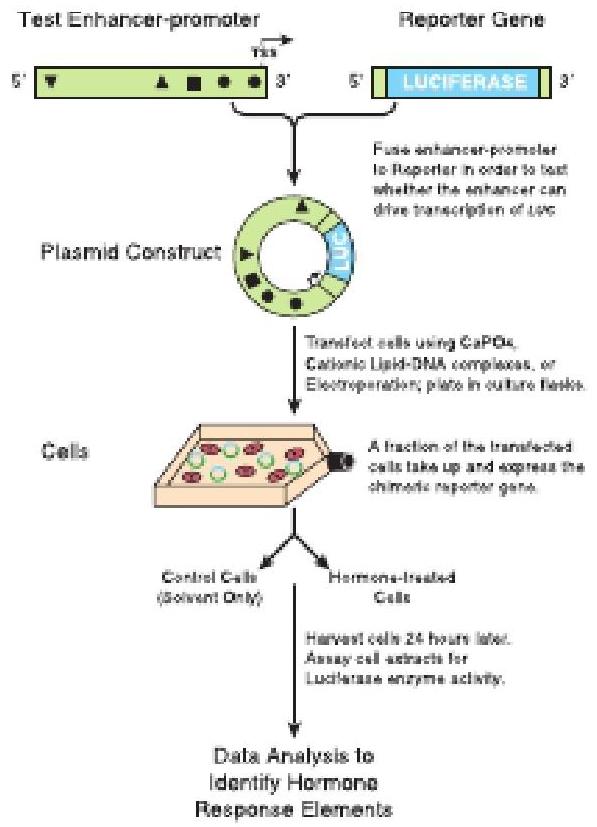 Test Enhancer-promoter
Reporter Gene
TSS
5'
3'
5'
LUCIFERASE
3'
Fuse enhancer-promoter
to Reporter in order to test
whether the enhancer can
drive transcription of LUC
Plasmid Construct
LUC
Transfect cells using CaPO4,
Cationic Lipid-DNA complexes, or
Electroporation; plate in culture flasks.
Cells
A fraction of the transfected
cells take up and express the
chimeric reporter gene.
Control Cells
(Solvent Only)
Hormone-treated
Cells
Harvest cells 24 hours later.
Assay cell extracts for
Luciferase enzyme activity.
Data Analysis to
Identify Hormone
Response Elements